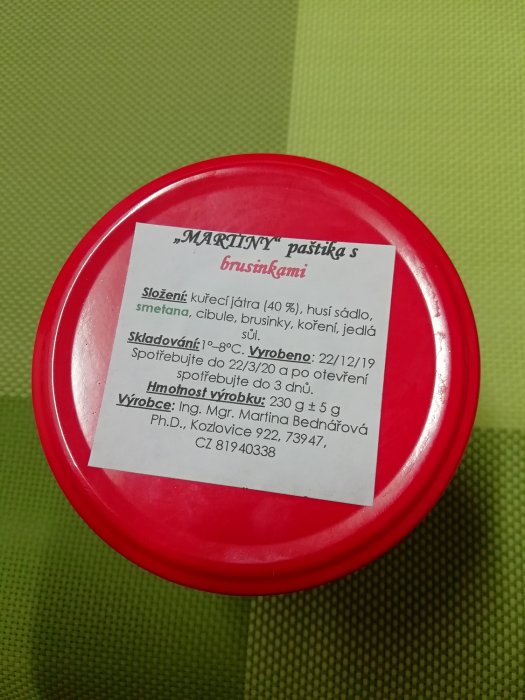 „MARTINY“ paštika s
brusinkami
Složení: kuřecí játra (40 %), husí sádlo,
smetana, cibule, brusinky, koření, jedlá
sůl.
Skladování:1°–8°C. Vyrobeno: 22/12/19
Spotřebujte do 22/3/20 a po otevření
spotřebujte do 3 dnů.
Hmotnost výrobku: 230 g ± 5 g
Výrobce: Ing. Mgr. Martina Bednářová
Ph.D., Kozlovice 922, 73947,
CZ 81940338